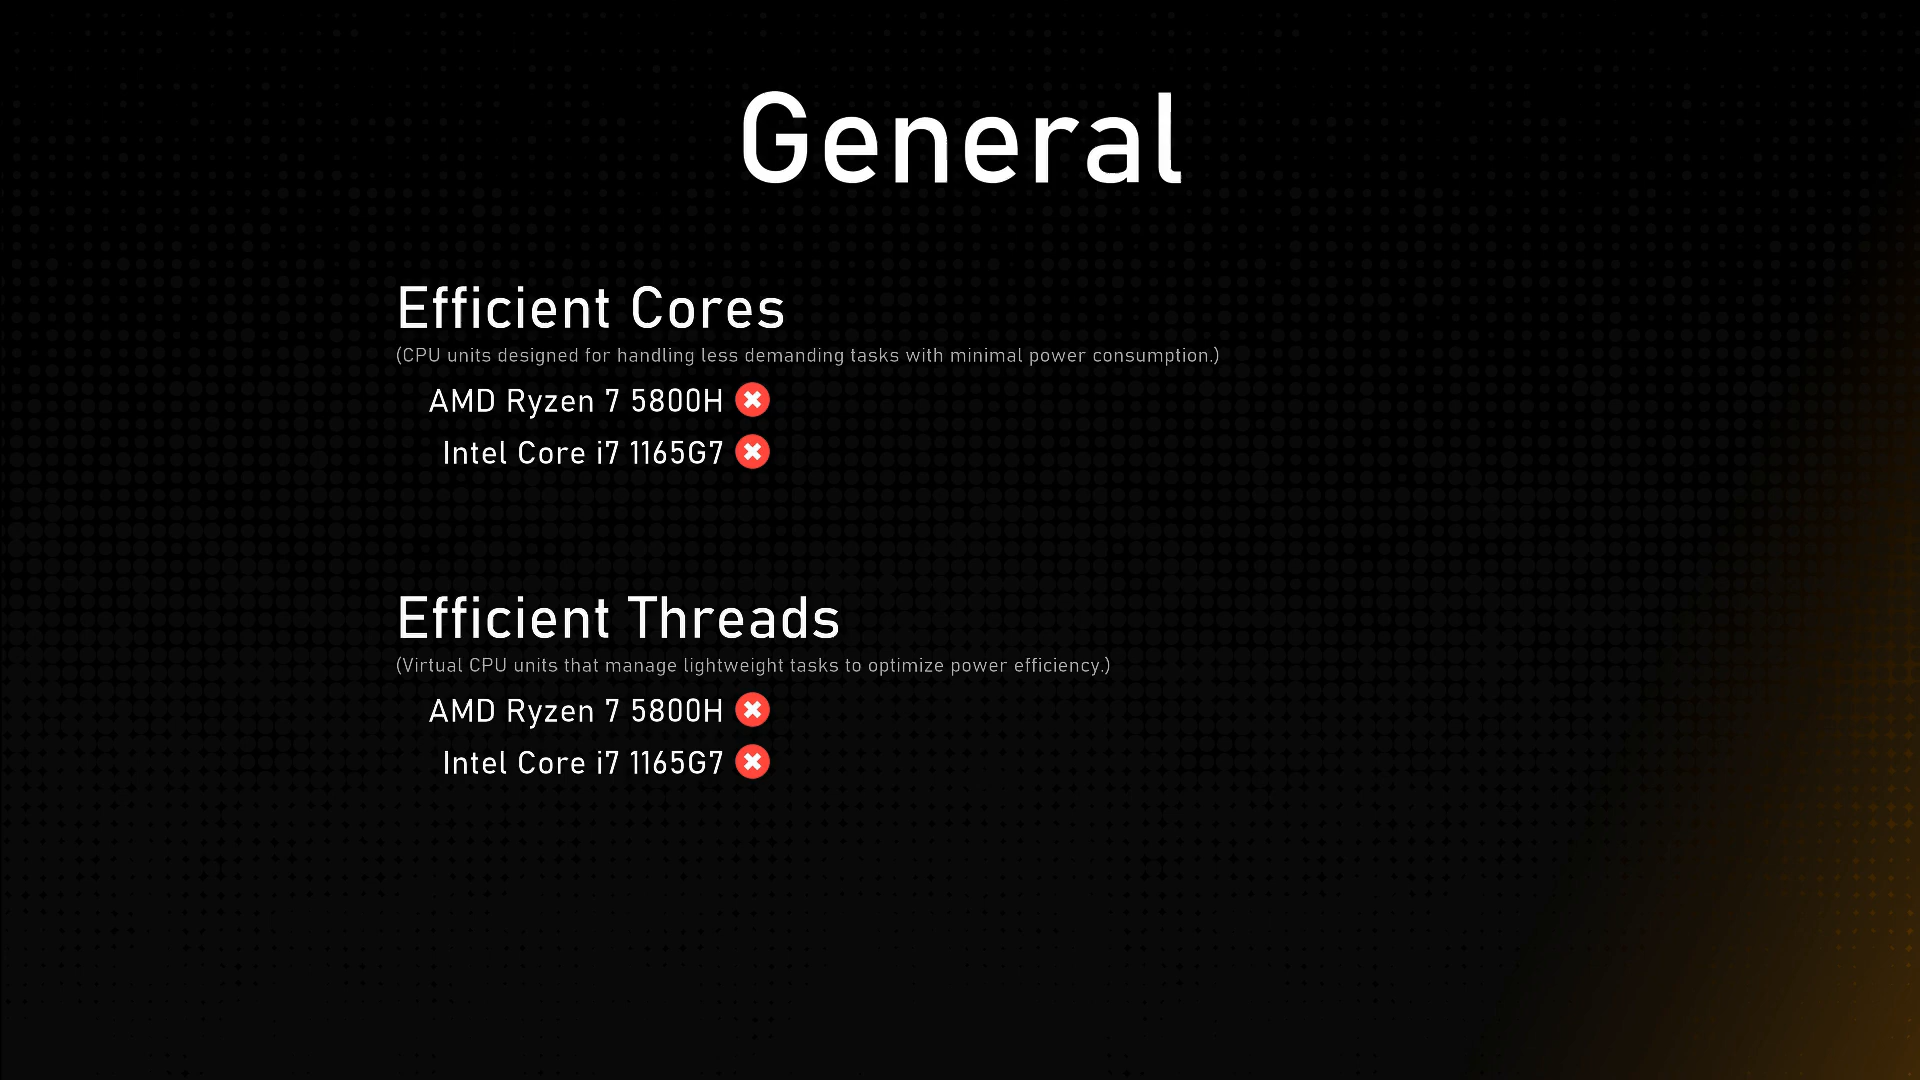 General
Efficient Cores
(CPU units designed for handling less demanding tasks with minimal power consumption.)
AMD Ryzen 7 5800H
Intel Core i7 1165G7
Efficient Threads
(Virtual CPU units that manage lightweight tasks to optimize power efficiency.)
AMD Ryzen 7 5800H
Intel Core i7 1165G7